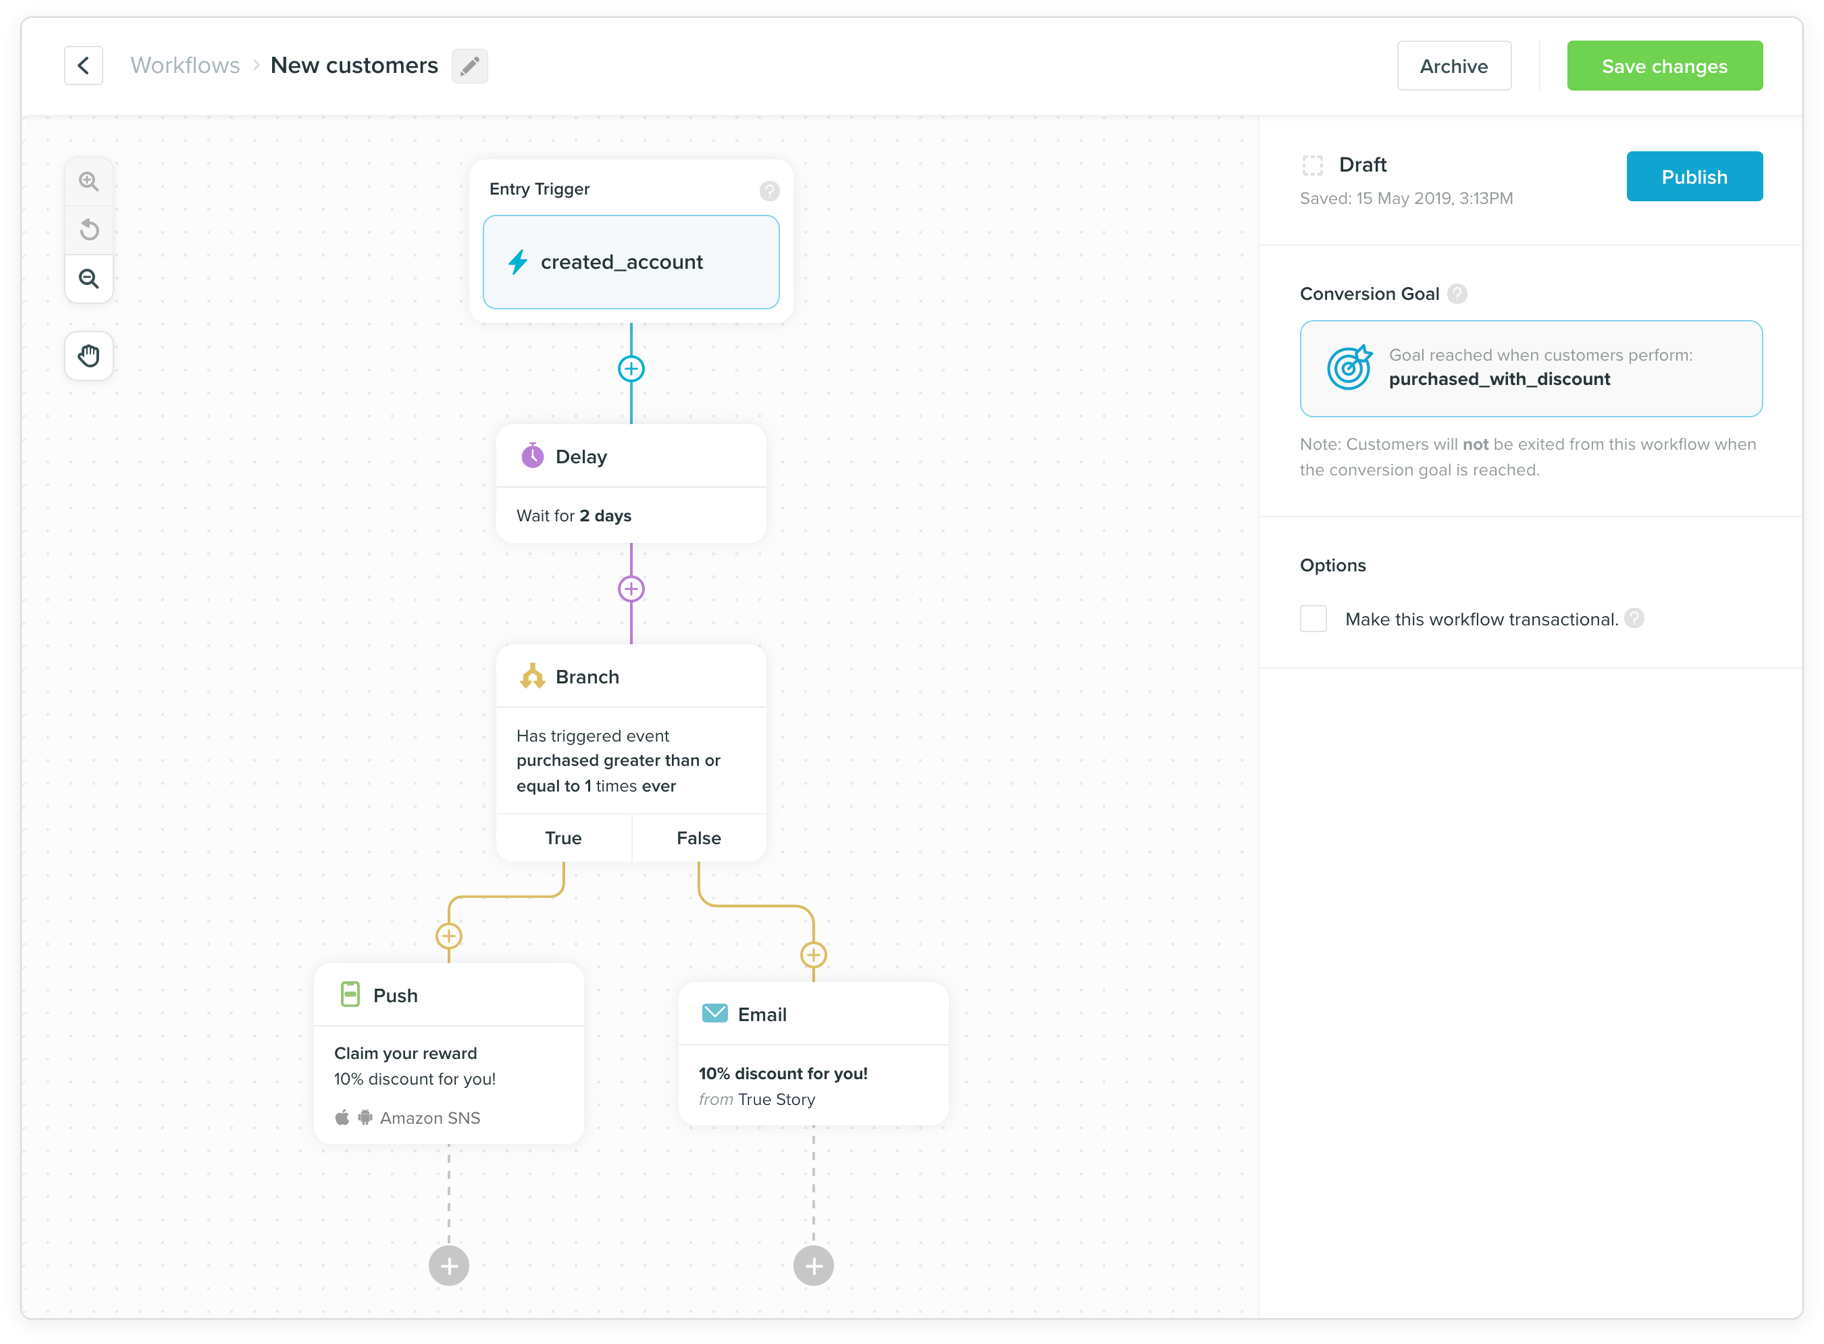 Workflows > New customers
Archive
Save changes
Entry Trigger ?
created_account
Delay
Wait for 2 days
Branch
Has triggered event
purchased greater than or
equal to 1 times ever
True
False
Push
Claim your reward
10% discount for you!
Amazon SNS
Email
10% discount for you!
from True Story
Draft
Saved: 15 May 2019, 3:13PM
Publish
Conversion Goal ?
Goal reached when customers perform:
purchased_with_discount
Note: Customers will not be exited from this workflow when
the conversion goal is reached.
Options
Make this workflow transactional. ?